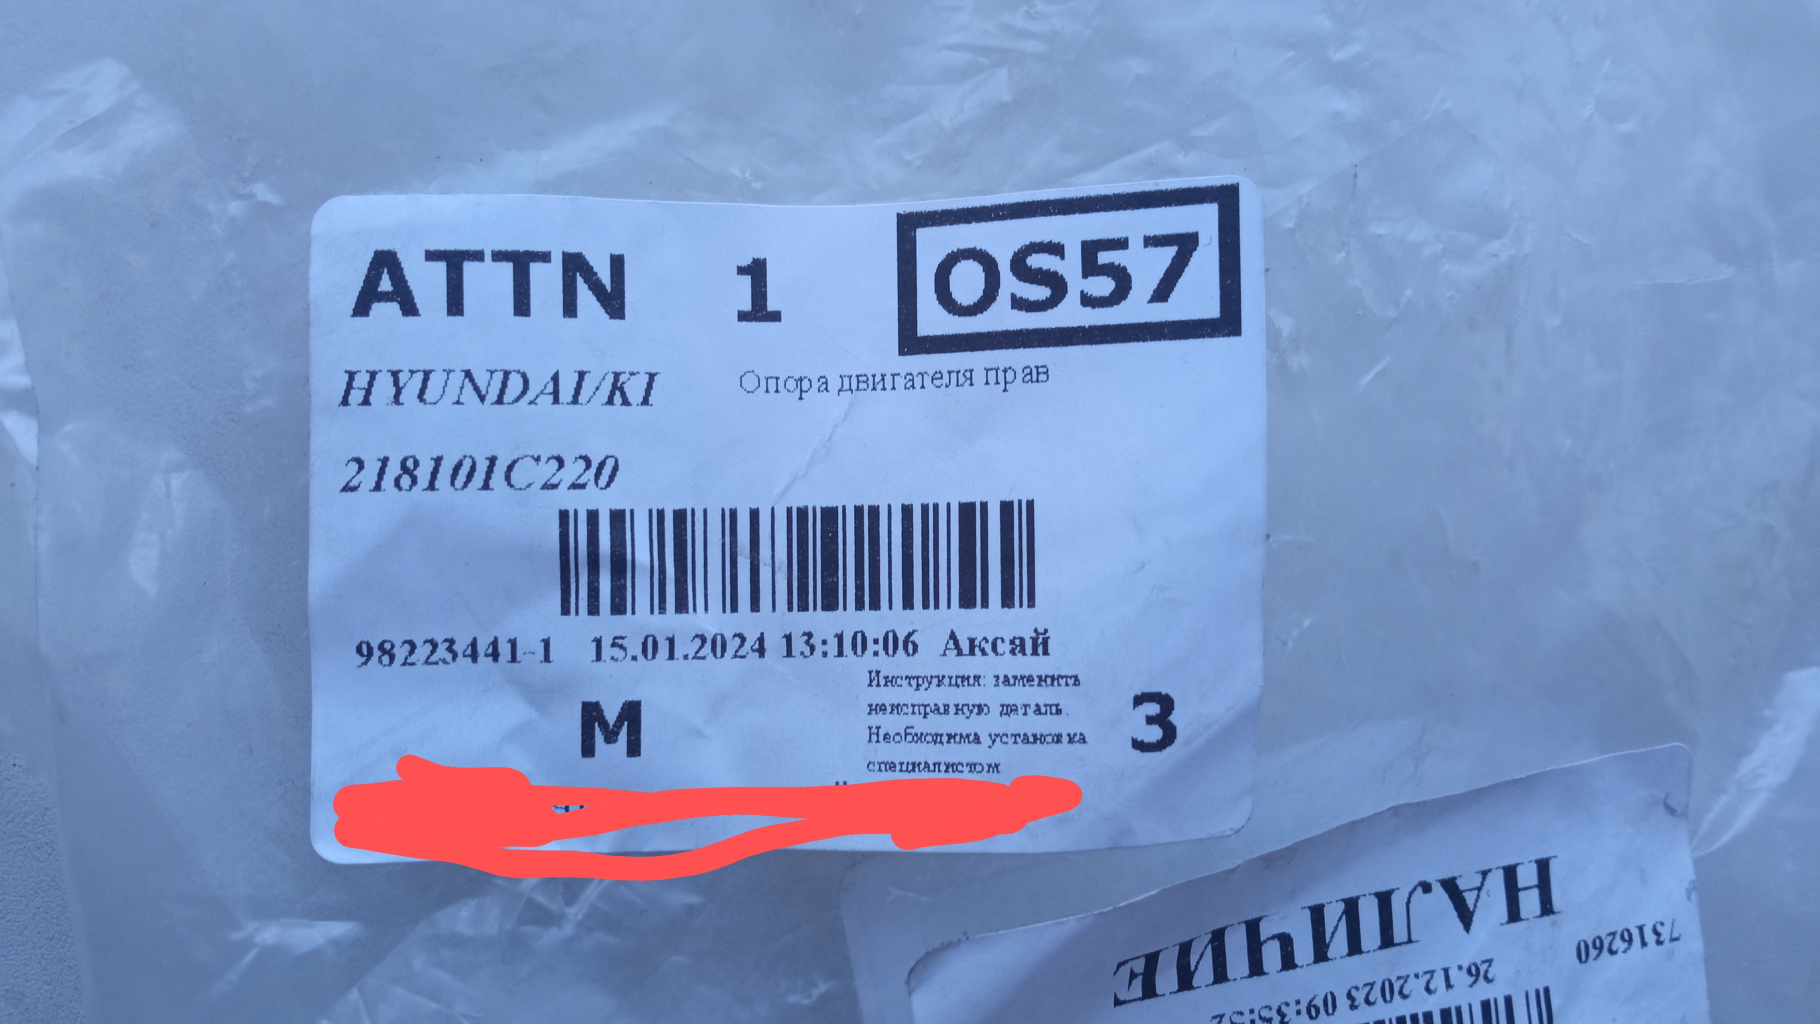 ATTN 1 OS57
HYUNDAI/KI Опора двигателя прав
218101C220
98223441-1 15.01.2024 13:10:06 Аксай
М 3
Инструкция: заменить
неисправную деталь.
Необходима установка
специалистом
НАЛИЧИЕ
7316260
26.12.2023 09:35:52